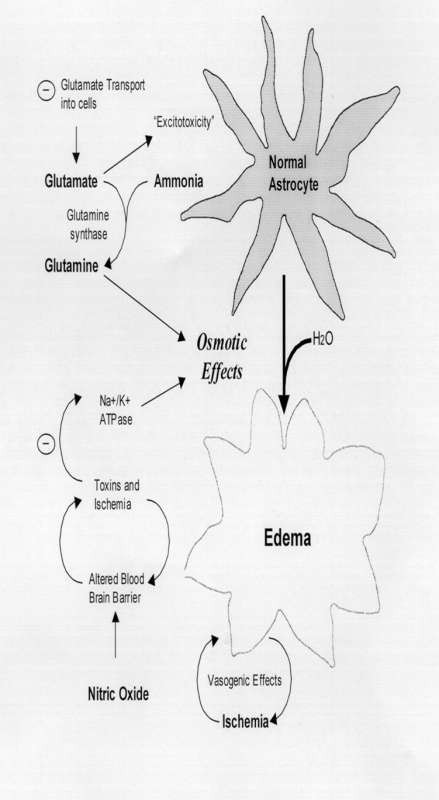 Glutamate Transport
into cells
"Excitotoxicity"
Glutamate
Ammonia
Glutamine
synthase
Glutamine
Normal
Astrocyte
Osmotic
Effects
H2O
Na+/K+
ATPase
Toxins and
Ischemia
Altered Blood
Brain Barrier
Nitric Oxide
Edema
Vasogenic Effects
Ischemia